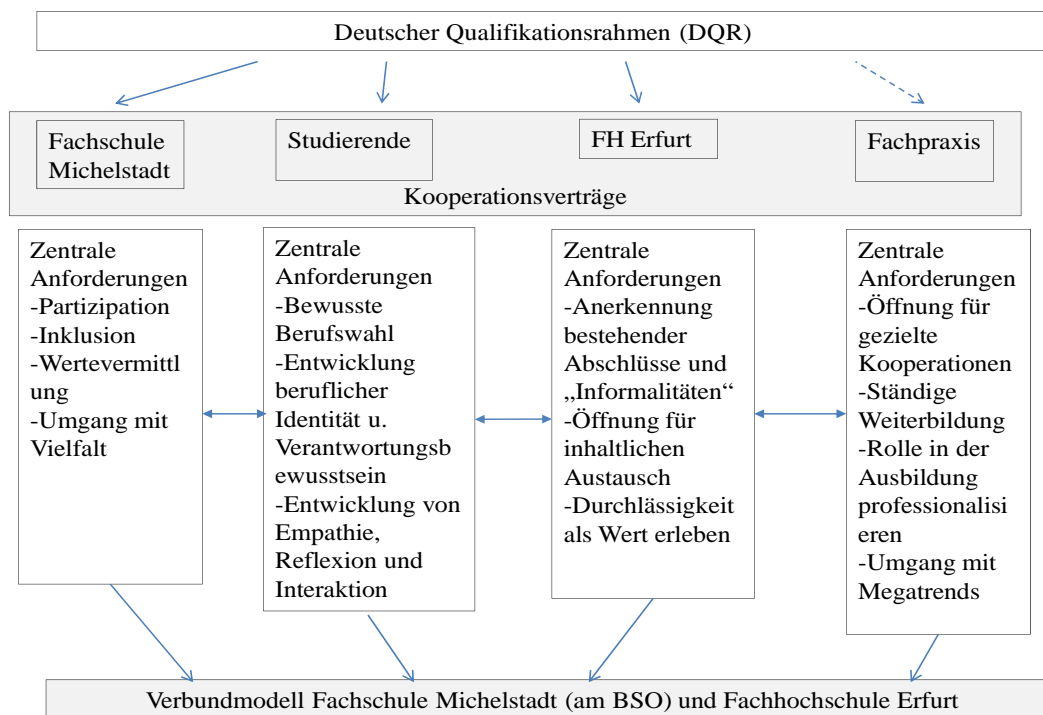 Deutscher Qualifikationsrahmen (DQR)
Fachschule
Michelstadt
Studierende
FH Erfurt
Fachpraxis
Kooperationsverträge
Zentrale
Anforderungen
-Partizipation
-Inklusion
-Wertevermittl
ung
-Umgang mit
Vielfalt
Zentrale
Anforderungen
-Bewusste
Berufswahl
-Entwicklung
beruflicher
Identität u.
Verantwortungsb
ewusstsein
-Entwicklung von
Empathie,
Reflexion und
Interaktion
Zentrale
Anforderungen
-Anerkennung
bestehender
Abschlüsse und
„Informalitäten“
-Öffnung für
inhaltlichen
Austausch
-Durchlässigkeit
als Wert erleben
Zentrale
Anforderungen
-Öffnung für
gezielte
Kooperationen
-Ständige
Weiterbildung
-Rolle in der
Ausbildung
professionalisi
eren
-Umgang mit
Megatrends
Verbundmodell Fachschule Michelstadt (am BSO) und Fachhochschule Erfurt